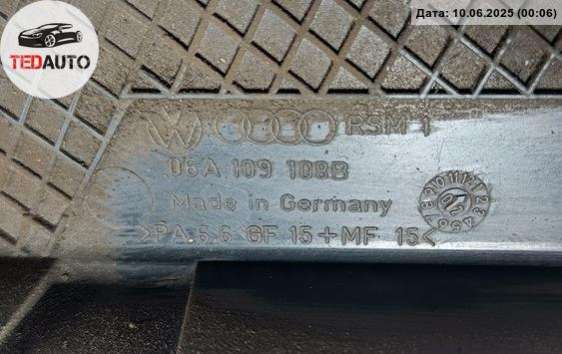 Дата: 10.06.2025 (00:06)
TEDAUTO
RSM 1
06A 109 108B
Made in Germany
>PA 6.6 GF 15+MF 15<